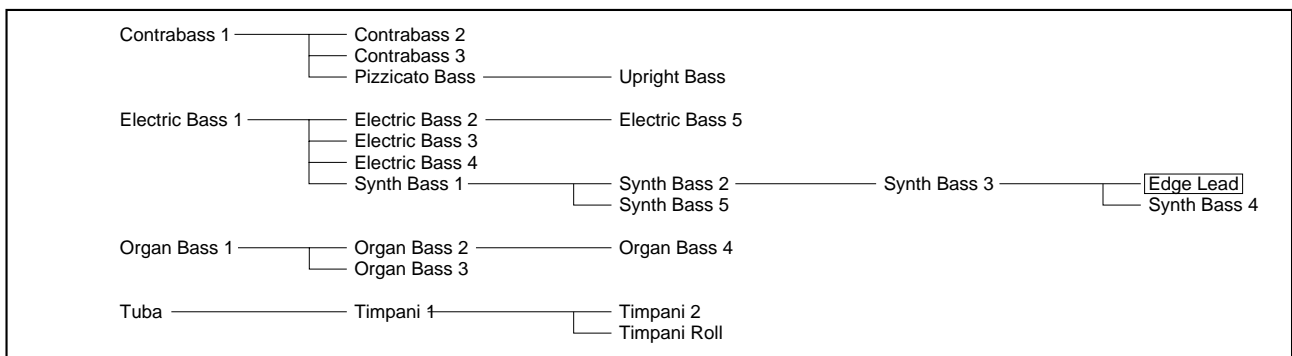 Contrabass 1 Contrabass 2
Contrabass 3
Pizzicato Bass Upright Bass
Electric Bass 1 Electric Bass 2 Electric Bass 5
Electric Bass 3
Electric Bass 4
Synth Bass 1 Synth Bass 2 Synth Bass 3 Edge Lead
Synth Bass 5 Synth Bass 4
Organ Bass 1 Organ Bass 2 Organ Bass 4
Organ Bass 3
Tuba Timpani 1 Timpani 2
Timpani Roll